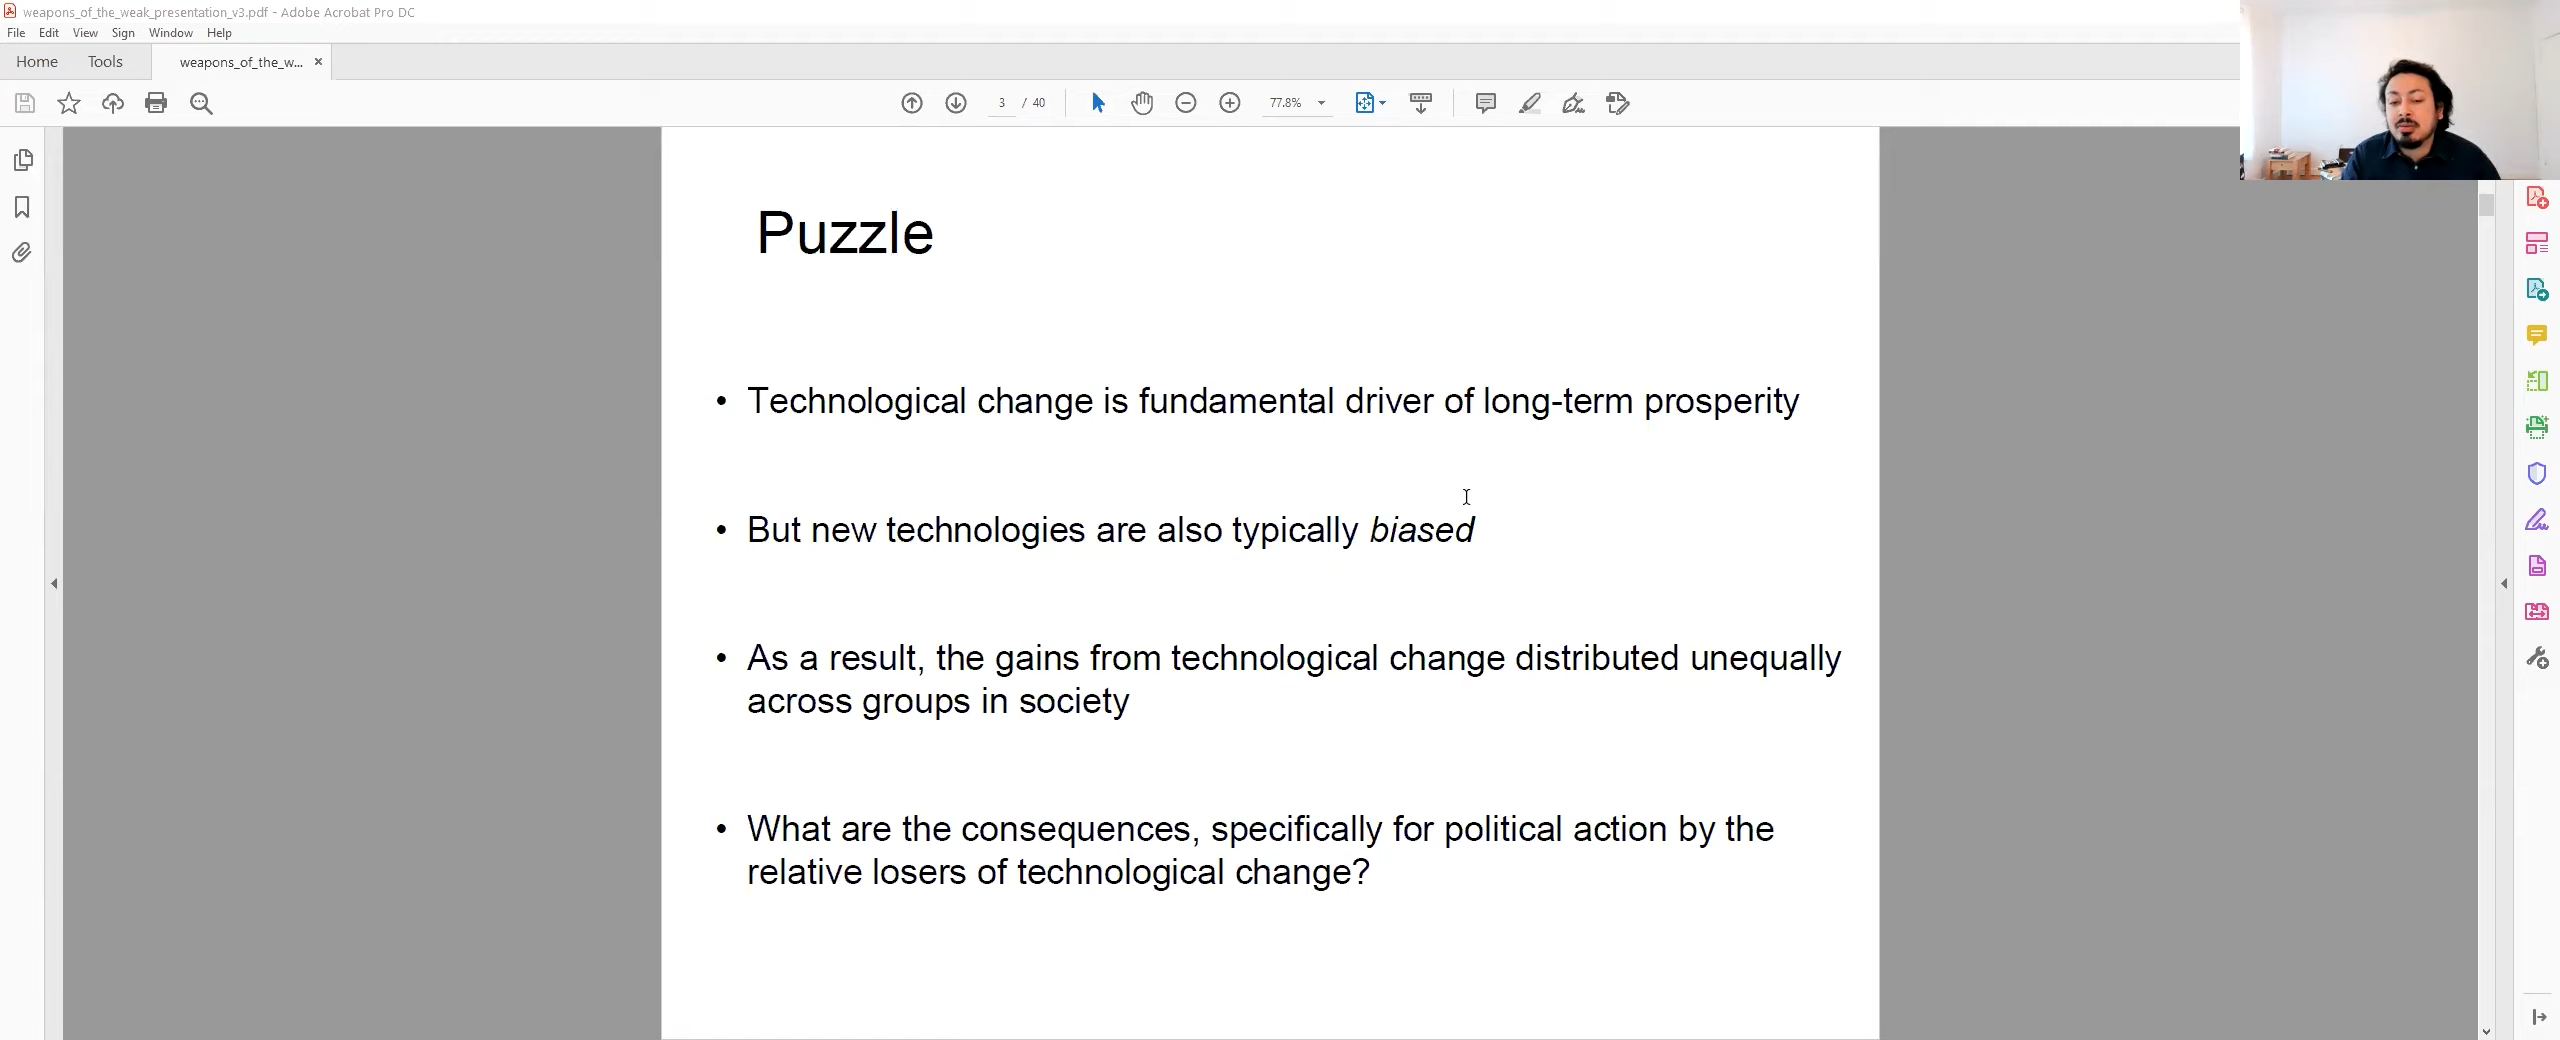 weapons_of_the_weak_presentation_v3.pdf - Adobe Acrobat Pro DC
File Edit View Sign Window Help
Home Tools weapons_of_the_w... ×
3 / 40 77.8%
Puzzle
• Technological change is fundamental driver of long-term prosperity
• But new technologies are also typically biased
• As a result, the gains from technological change distributed unequally
across groups in society
• What are the consequences, specifically for political action by the
relative losers of technological change?